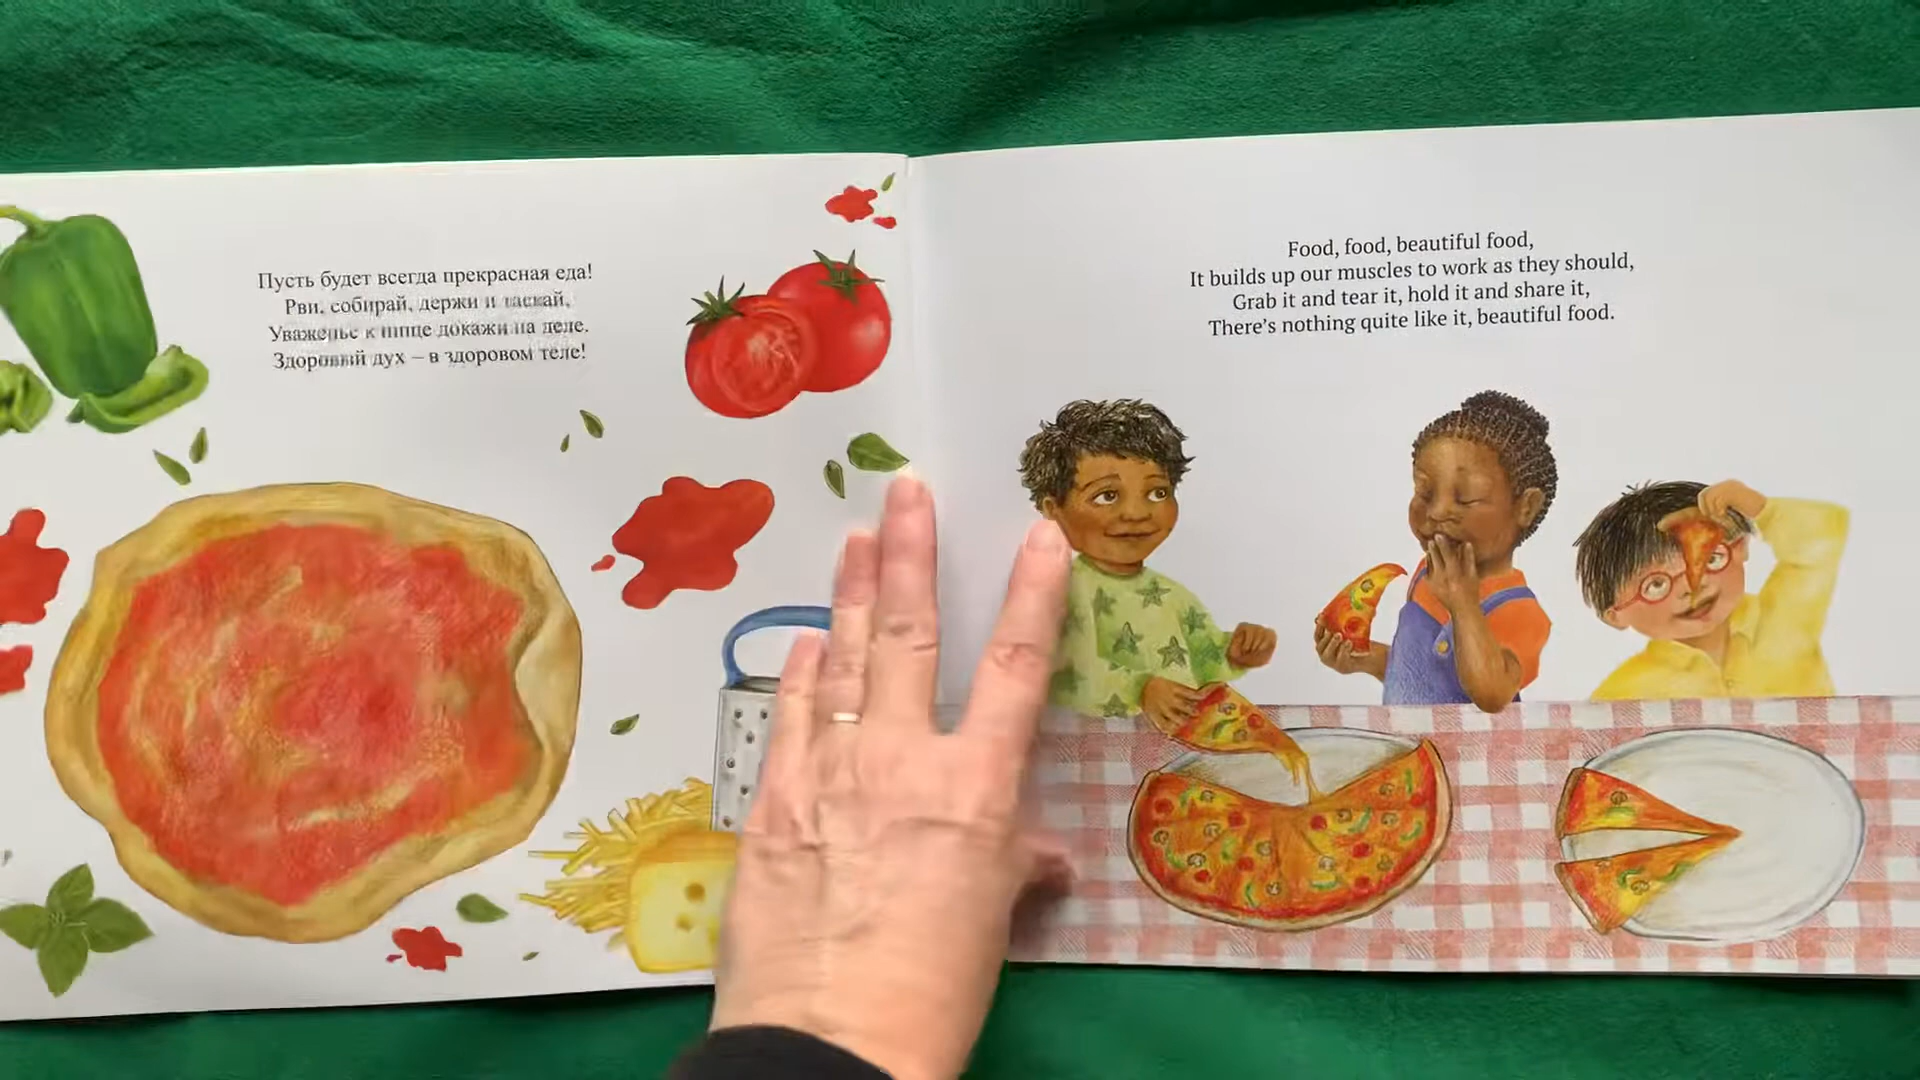 Пусть будет всегда прекрасная еда!
Рви, собирай, держи и таскай,
Уваженье к пище докажи на деле.
Здоровый дух – в здоровом теле!
Food, food, beautiful food,
It builds up our muscles to work as they should,
Grab it and tear it, hold it and share it,
There's nothing quite like it, beautiful food.